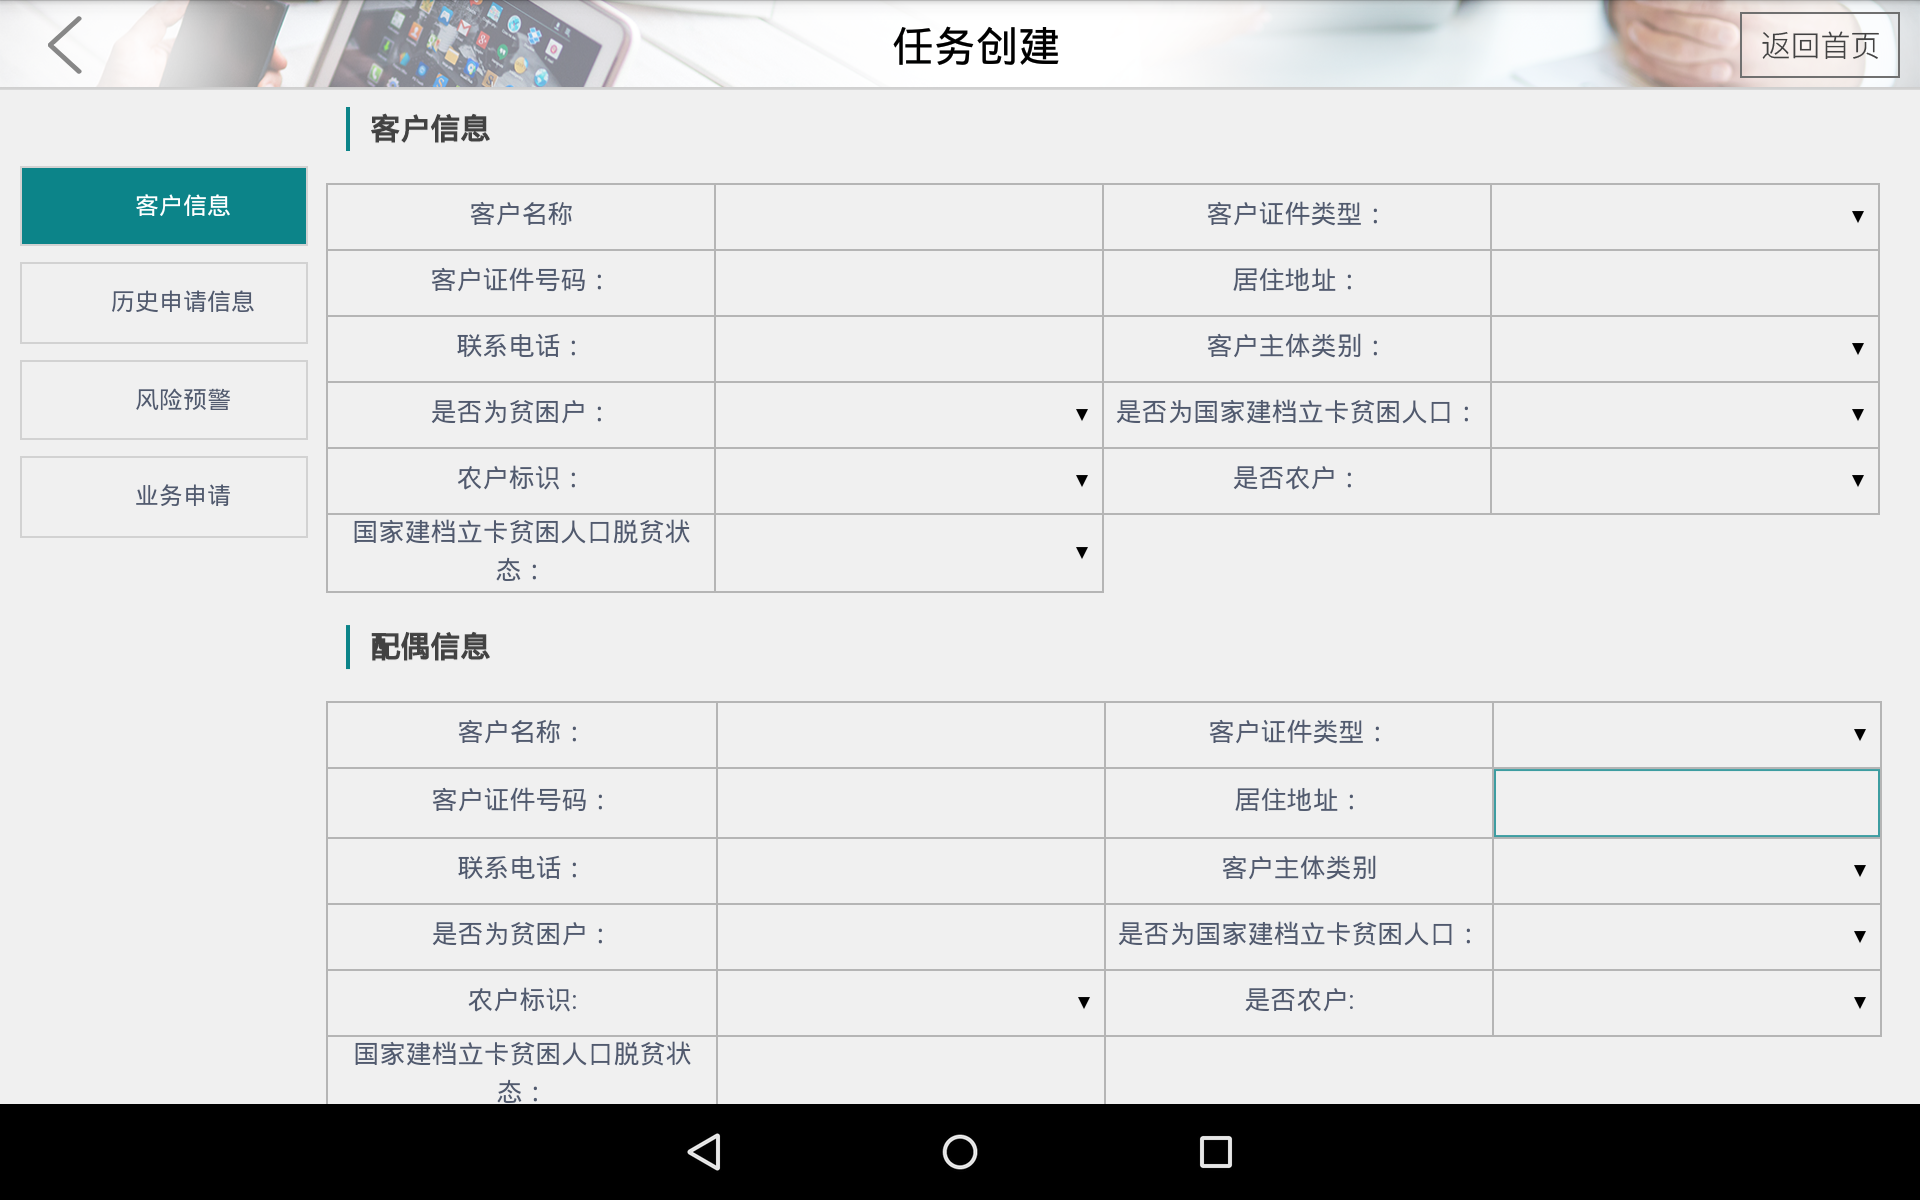 任务创建
返回首页
客户信息
历史申请信息
风险预警
业务申请
客户信息
客户名称
客户证件类型：
客户证件号码：
居住地址：
联系电话：
客户主体类别：
是否为贫困户：
是否为国家建档立卡贫困人口：
农户标识：
是否农户：
国家建档立卡贫困人口脱贫状
态：
配偶信息
客户名称：
客户证件类型：
客户证件号码：
居住地址：
联系电话：
客户主体类别
是否为贫困户：
是否为国家建档立卡贫困人口：
农户标识:
是否农户:
国家建档立卡贫困人口脱贫状
态：